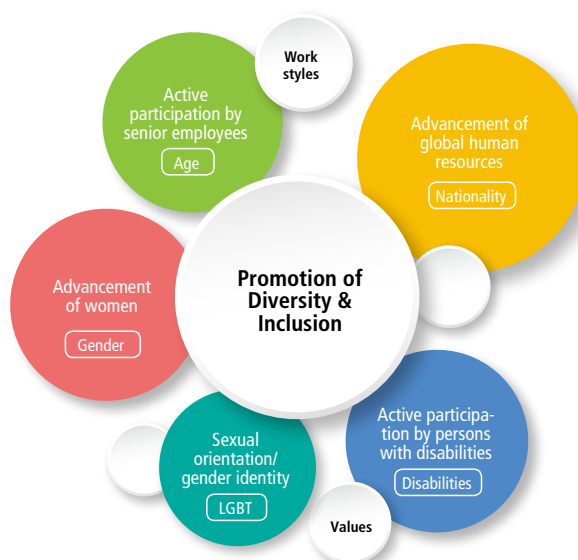 Work
styles
Active
participation by
senior employees
Age
Advancement of
global human
resources
Nationality
Promotion of
Diversity &
Inclusion
Advancement
of women
Gender
Sexual
orientation/
gender identity
LGBT
Active participa-
tion by persons
with disabilities
Disabilities
Values